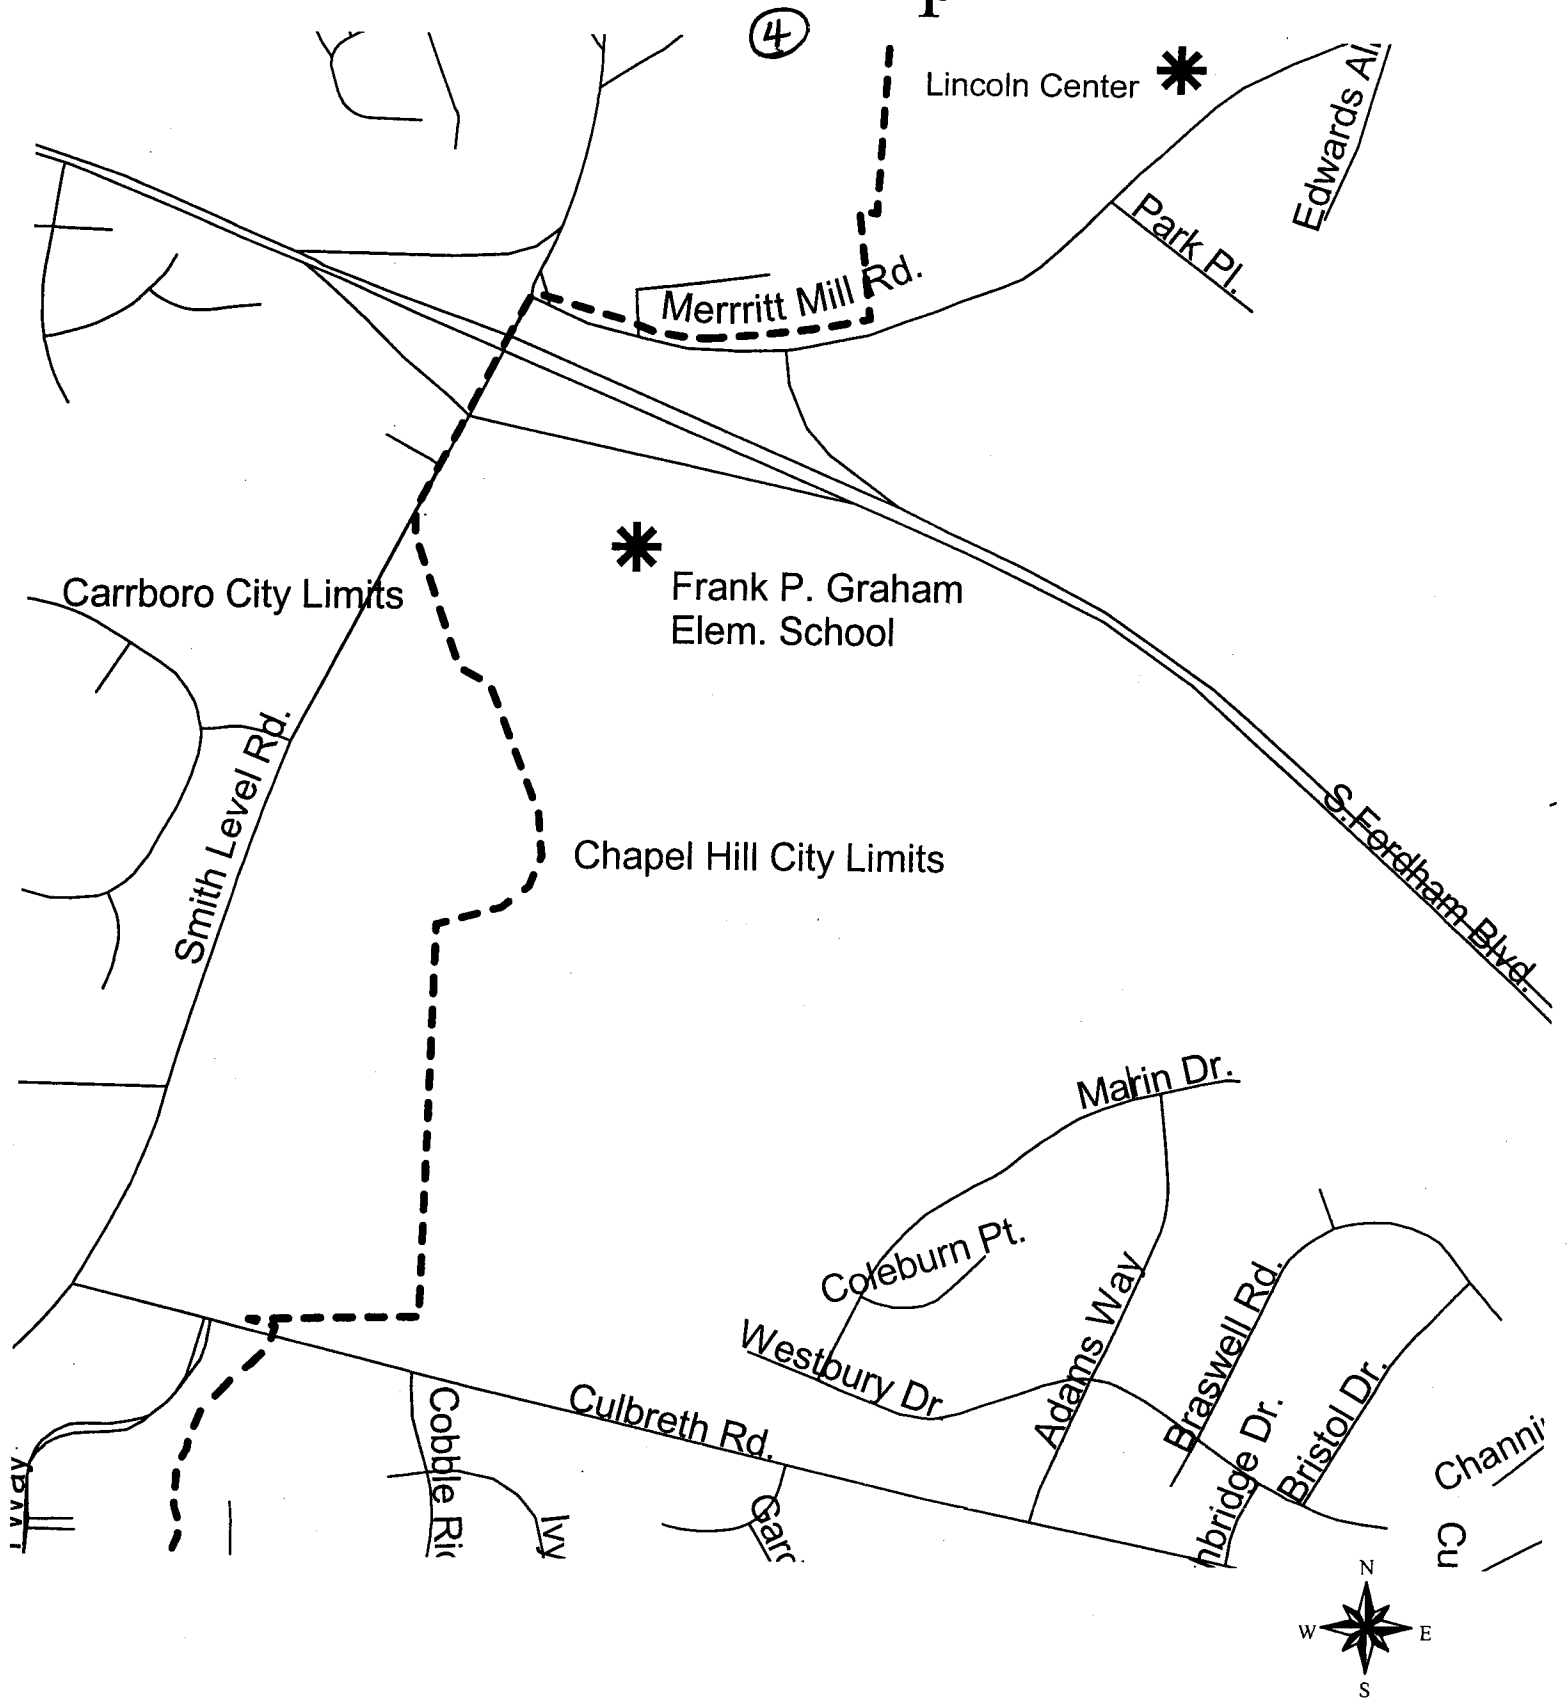 4
p
Lincoln Center
Edwards Al
Park Pl.
Merrritt Mill Rd.
Carrboro City Limits
Frank P. Graham
Elem. School
Smith Level Rd.
Chapel Hill City Limits
S.Fordham Blvd.
Marin Dr.
Coleburn Pt.
Westbury Dr
Adams Way
Braswell Rd.
Bristol Dr.
nbridge Dr.
Culbreth Rd.
Cobble Ri
Ivy
Gar
Channi
Cu
Way
N
W E
S